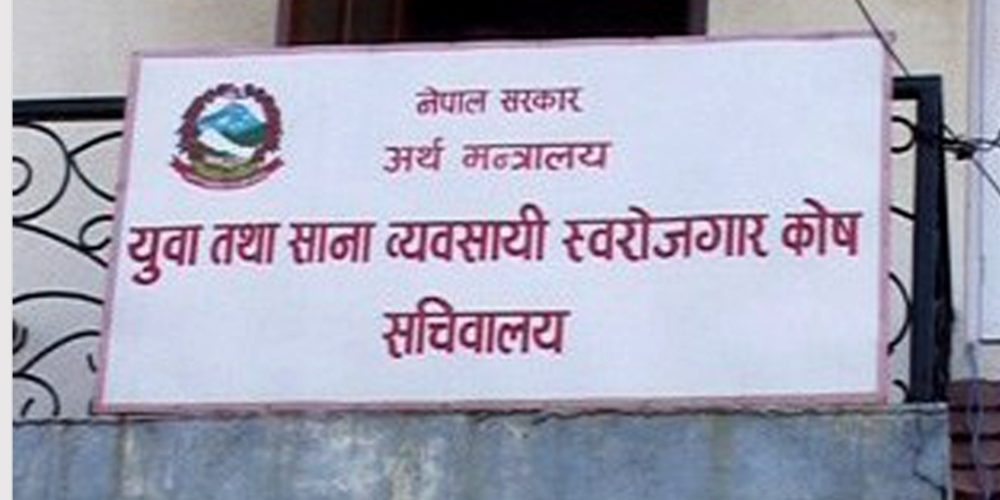 नेपाल सरकार
अर्थ मन्त्रालय
युवा तथा साना व्यवसायी स्वरोजगार कोष
सचिवालय